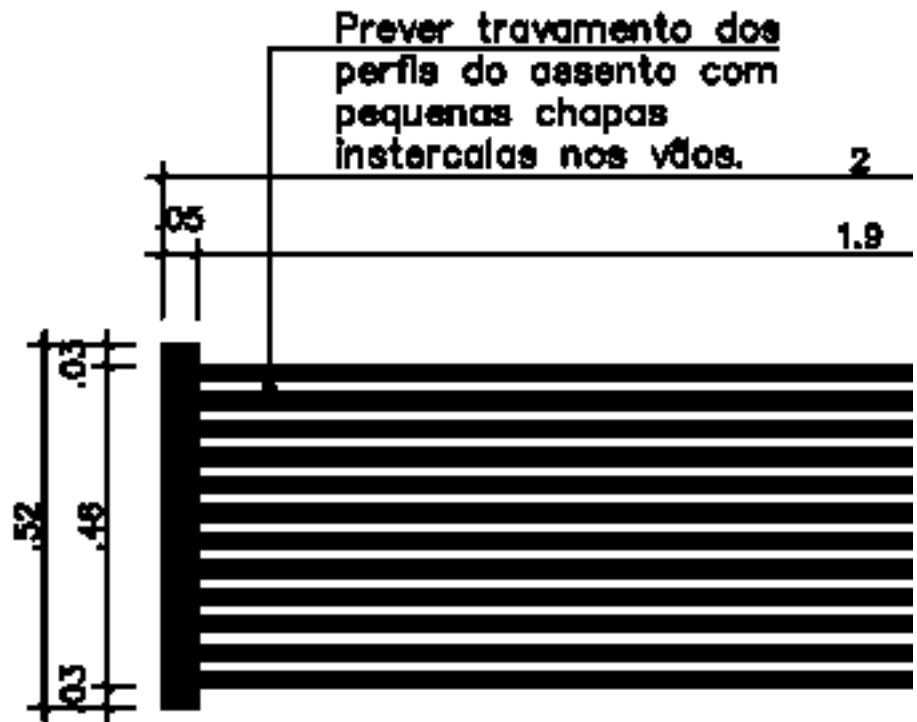 Prever travamento dos
perfis do assento com
pequenas chapas
instercalas nos vãos.
2
.05
1.9
.03
.52
.46
.03